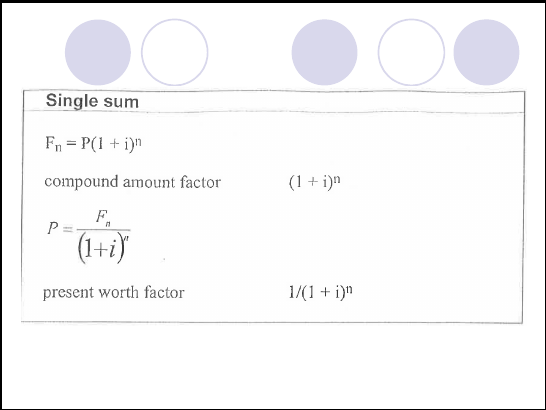 Single sum
Fₙ = P(1 + i)ⁿ
compound amount factor (1 + i)ⁿ
P = Fₙ/(1+i)ⁿ
present worth factor 1/(1 + i)ⁿ